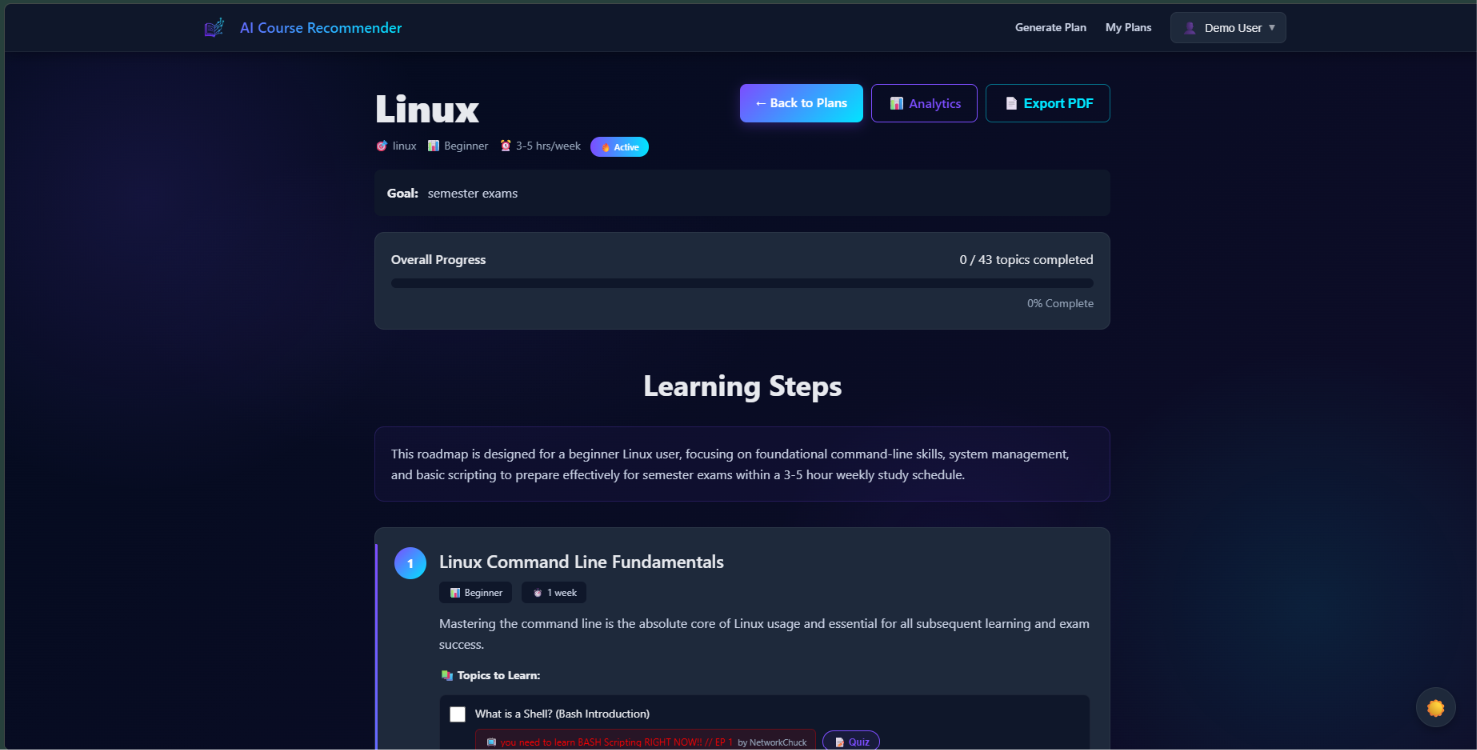 AI Course Recommender
Generate Plan
My Plans
Demo User ▼
Linux
← Back to Plans
Analytics
Export PDF
linux
Beginner
3-5 hrs/week
Active
Goal: semester exams
Overall Progress
0 / 43 topics completed
0% Complete
Learning Steps
This roadmap is designed for a beginner Linux user, focusing on foundational command-line skills, system management,
and basic scripting to prepare effectively for semester exams within a 3-5 hour weekly study schedule.
1
Linux Command Line Fundamentals
Beginner
1 week
Mastering the command line is the absolute core of Linux usage and essential for all subsequent learning and exam
success.
Topics to Learn:
What is a Shell? (Bash Introduction)
you need to learn BASH Scripting RIGHT NOW!! // EP 1 by NetworkChuck
Quiz